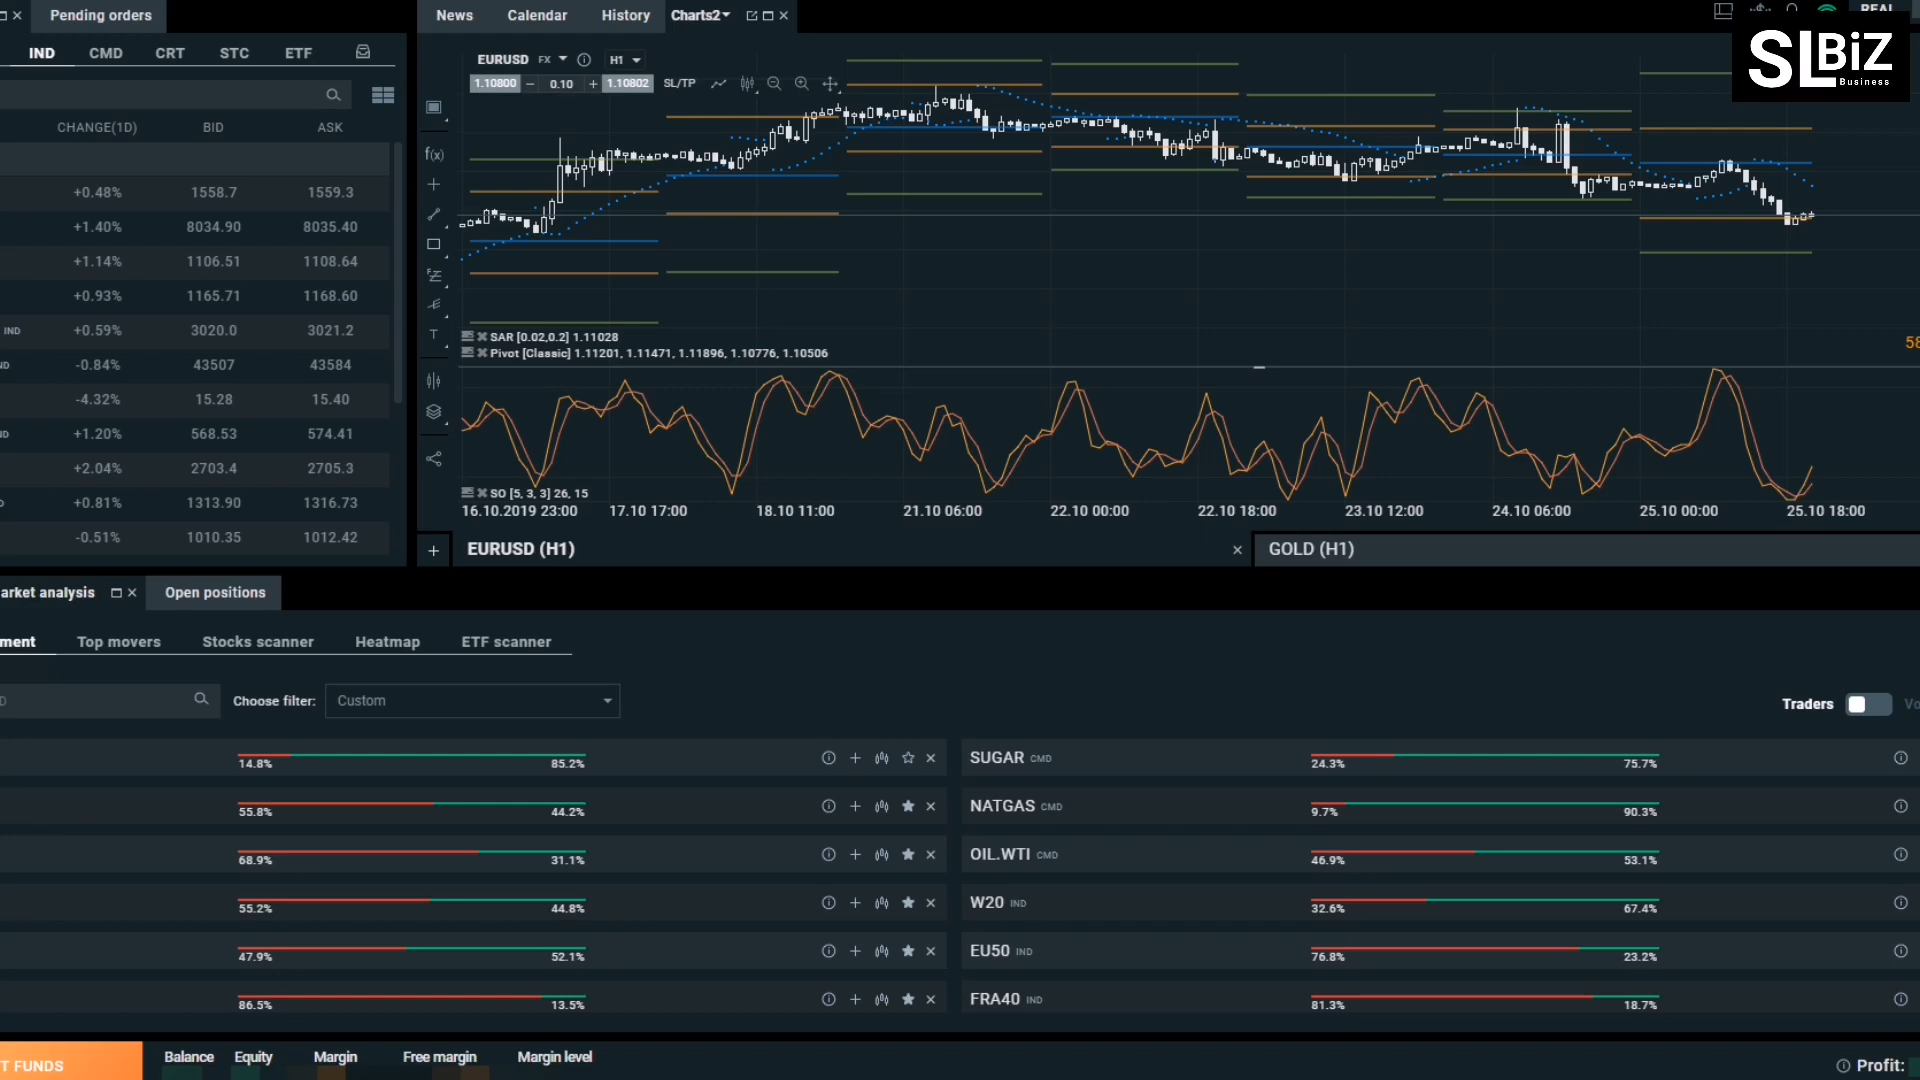 Pending orders
News Calendar History Charts2
REAL
SLBiZ
Business
IND CMD CRT STC ETF
EURUSD FX H1
1.10800 – 0.10 + 1.10802 SL/TP
CHANGE(1D) BID ASK
+0.48% 1558.7 1559.3
+1.40% 8034.90 8035.40
+1.14% 1106.51 1108.64
+0.93% 1165.71 1168.60
IND +0.59% 3020.0 3021.2
-0.84% 43507 43584
-4.32% 15.28 15.40
+1.20% 568.53 574.41
+2.04% 2703.4 2705.3
+0.81% 1313.90 1316.73
-0.51% 1010.35 1012.42
f(x)
T
SAR [0.02,0.2] 1.11028
Pivot [Classic] 1.11201, 1.11471, 1.11896, 1.10776, 1.10506
58
SO [5, 3, 3] 26, 15
16.10.2019 23:00 17.10 17:00 18.10 11:00 21.10 06:00 22.10 00:00 22.10 18:00 23.10 12:00 24.10 06:00 25.10 00:00 25.10 18:00
+ EURUSD (H1) × GOLD (H1)
arket analysis Open positions
ment Top movers Stocks scanner Heatmap ETF scanner
Choose filter: Custom
Traders Vo
14.8% 85.2%
SUGAR CMD 24.3% 75.7%
55.8% 44.2%
NATGAS CMD 9.7% 90.3%
68.9% 31.1%
OIL.WTI CMD 46.9% 53.1%
55.2% 44.8%
W20 IND 32.6% 67.4%
47.9% 52.1%
EU50 IND 76.8% 23.2%
86.5% 13.5%
FRA40 IND 81.3% 18.7%
T FUNDS
Balance Equity Margin Free margin Margin level
Profit: